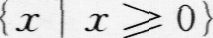 {x | x ⩾ 0}